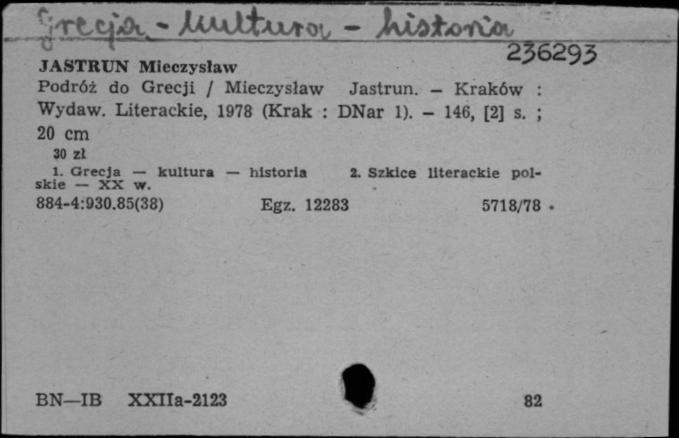 Grecja - kultura - historia
236293
JASTRUN Mieczysław
Podróż do Grecji / Mieczysław Jastrun. — Kraków :
Wydaw. Literackie, 1978 (Krak : DNar 1). — 146, [2] s. ;
20 cm
30 zł
1. Grecja — kultura — historia 2. Szkice literackie pol-
skie — XX w.
884-4:930.85(38) Egz. 12283 5718/78
BN—IB XXIIa-2123 82